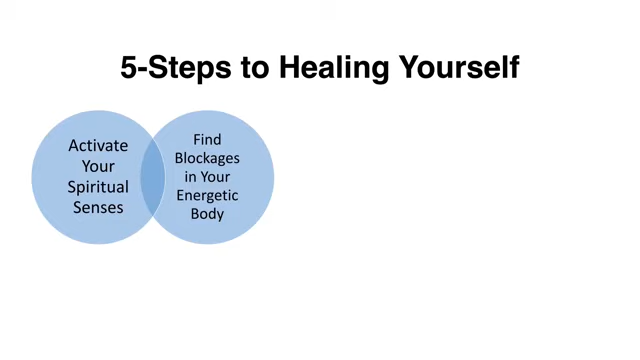 5-Steps to Healing Yourself
Activate
Your
Spiritual
Senses
Find
Blockages
in Your
Energetic
Body